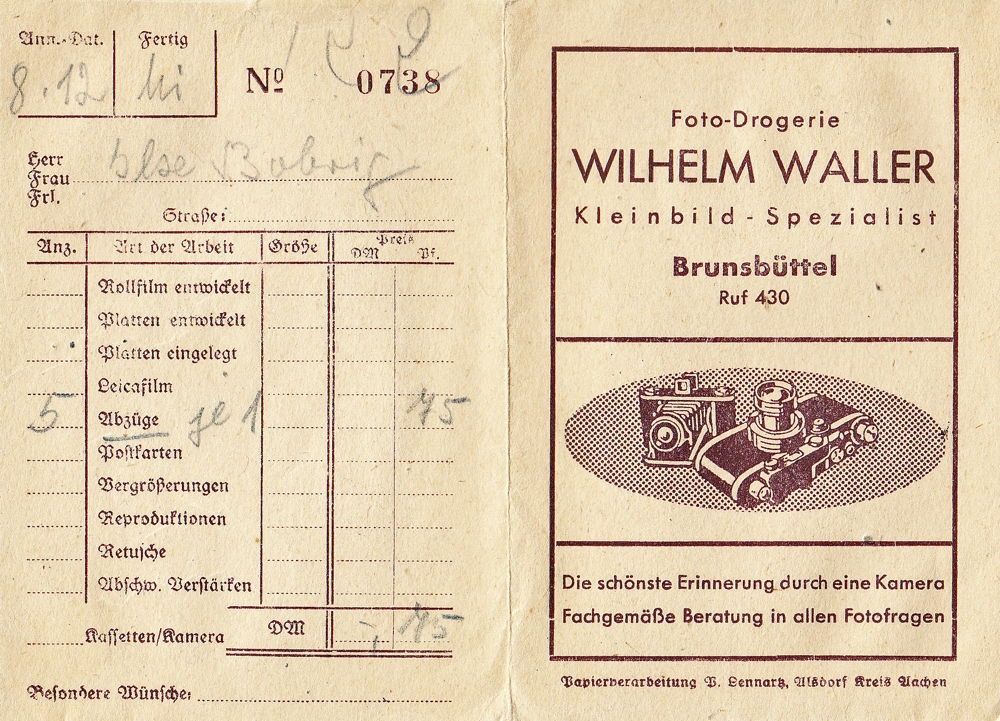 Ann.-Dat. Fertig
8.12 Mi
Nº 0738
Herr
Frau Ilse Bobrig
Frl.
Straße:
Anz. Art der Arbeit Größe Preis
DM Pf.
Rollfilm entwickelt
Platten entwickelt
Platten eingelegt
Leicafilm
5 Abzüge je 1 75
Postkarten
Vergrößerungen
Reproduktionen
Retusche
Abschw. Verstärken
Kassetten/Kamera DM -,75
Besondere Wünsche:
Foto-Drogerie
WILHELM WALLER
Kleinbild-Spezialist
Brunsbüttel
Ruf 430
Die schönste Erinnerung durch eine Kamera
Fachgemäße Beratung in allen Fotofragen
Papierverarbeitung P. Lennartz, Alsdorf Kreis Aachen